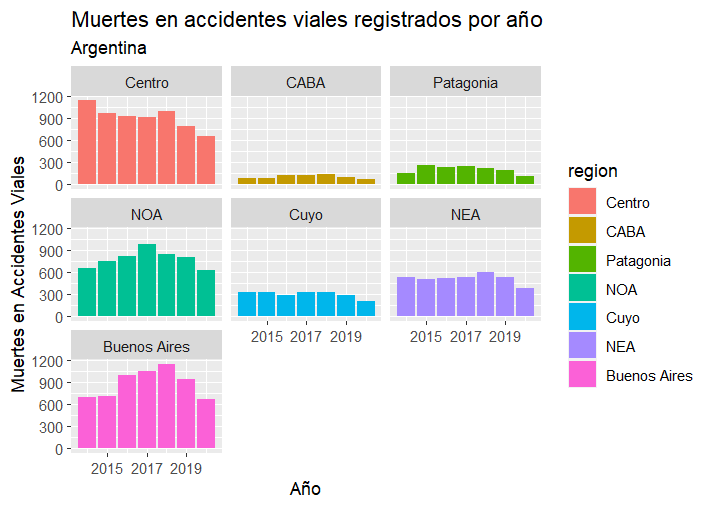 Muertes en accidentes viales registrados por año
Argentina
Muertes en Accidentes Viales
Centro
CABA
Patagonia
1200
900
600
300
0
NOA
Cuyo
NEA
1200
900
600
300
0
2015 2017 2019
2015 2017 2019
Buenos Aires
1200
900
600
300
0
2015 2017 2019
Año
region
Centro
CABA
Patagonia
NOA
Cuyo
NEA
Buenos Aires